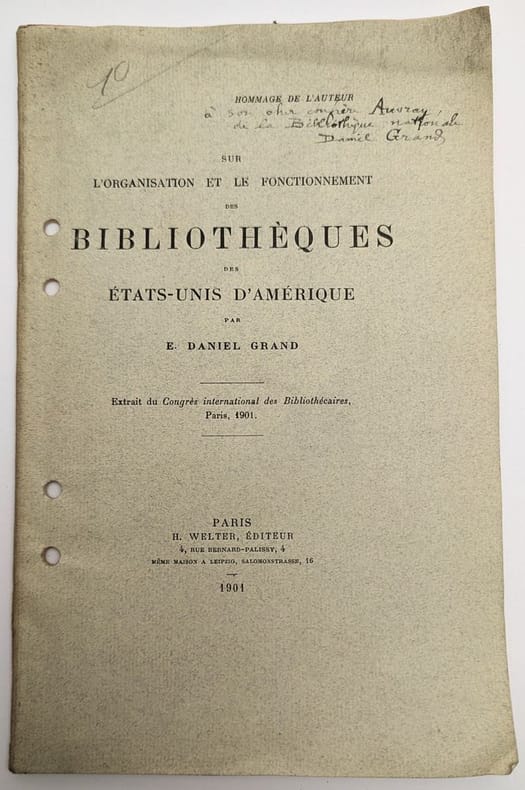 10
HOMMAGE DE L'AUTEUR
à son cher confrère Auvray,
de la Bibliothèque nationale
Daniel Grand
SUR
L'ORGANISATION ET LE FONCTIONNEMENT
DES
BIBLIOTHÈQUES
DES
ÉTATS-UNIS D'AMÉRIQUE
PAR
E. DANIEL GRAND
Extrait du Congrès international des Bibliothécaires,
Paris, 1901.
PARIS
H. WELTER, ÉDITEUR
4, RUE BERNARD-PALISSY, 4
MÊME MAISON A LEIPZIG, SALOMONSTRASSE, 16
1901